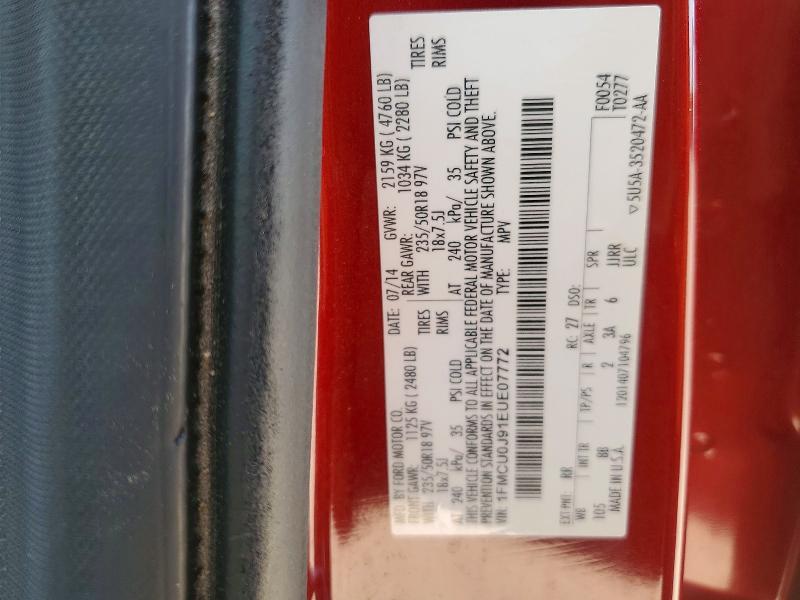 MFD. BY FORD MOTOR CO. DATE: 07/14 GVWR: 2159 KG ( 4760 LB)
FRONT GAWR: 1125 KG ( 2480 LB) REAR GAWR: 1034 KG ( 2280 LB)
WITH 235/50R18 97V TIRES WITH 235/50R18 97V TIRES
18x7.5J RIMS 18x7.5J RIMS
AT 240 kPa/ 35 PSI COLD AT 240 kPa/ 35 PSI COLD
THIS VEHICLE CONFORMS TO ALL APPLICABLE FEDERAL MOTOR VEHICLE SAFETY AND THEFT
PREVENTION STANDARDS IN EFFECT ON THE DATE OF MANUFACTURE SHOWN ABOVE.
VIN: 1FMCU0J91EUE07772 TYPE: MPV
F0054
T0277
EXT PNT: RR RC: 27 DSO:
WB INT TR TP/PS R AXLE TR SPR
105 8B 2 3A 6 JJRR
MADE IN U.S.A. 1201407104796 ULC
▽5U5A-3520472-AA